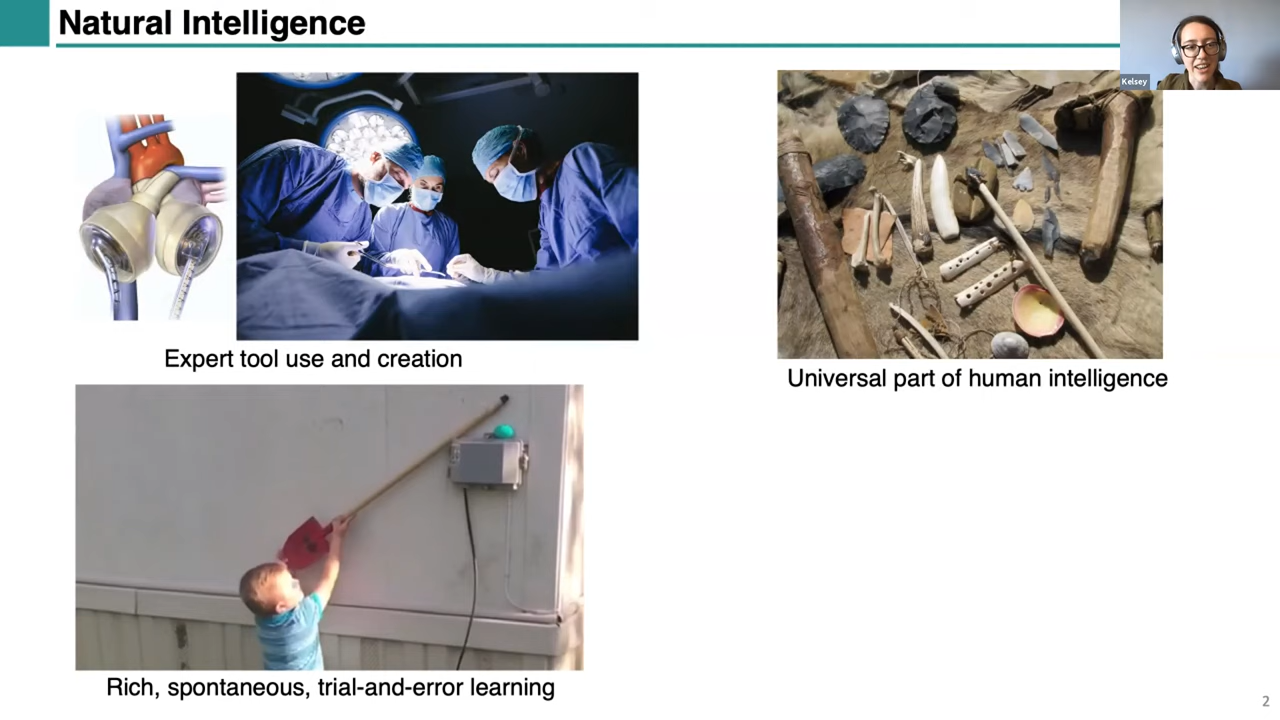 Natural Intelligence
Kelsey
Expert tool use and creation
Universal part of human intelligence
Rich, spontaneous, trial-and-error learning
2